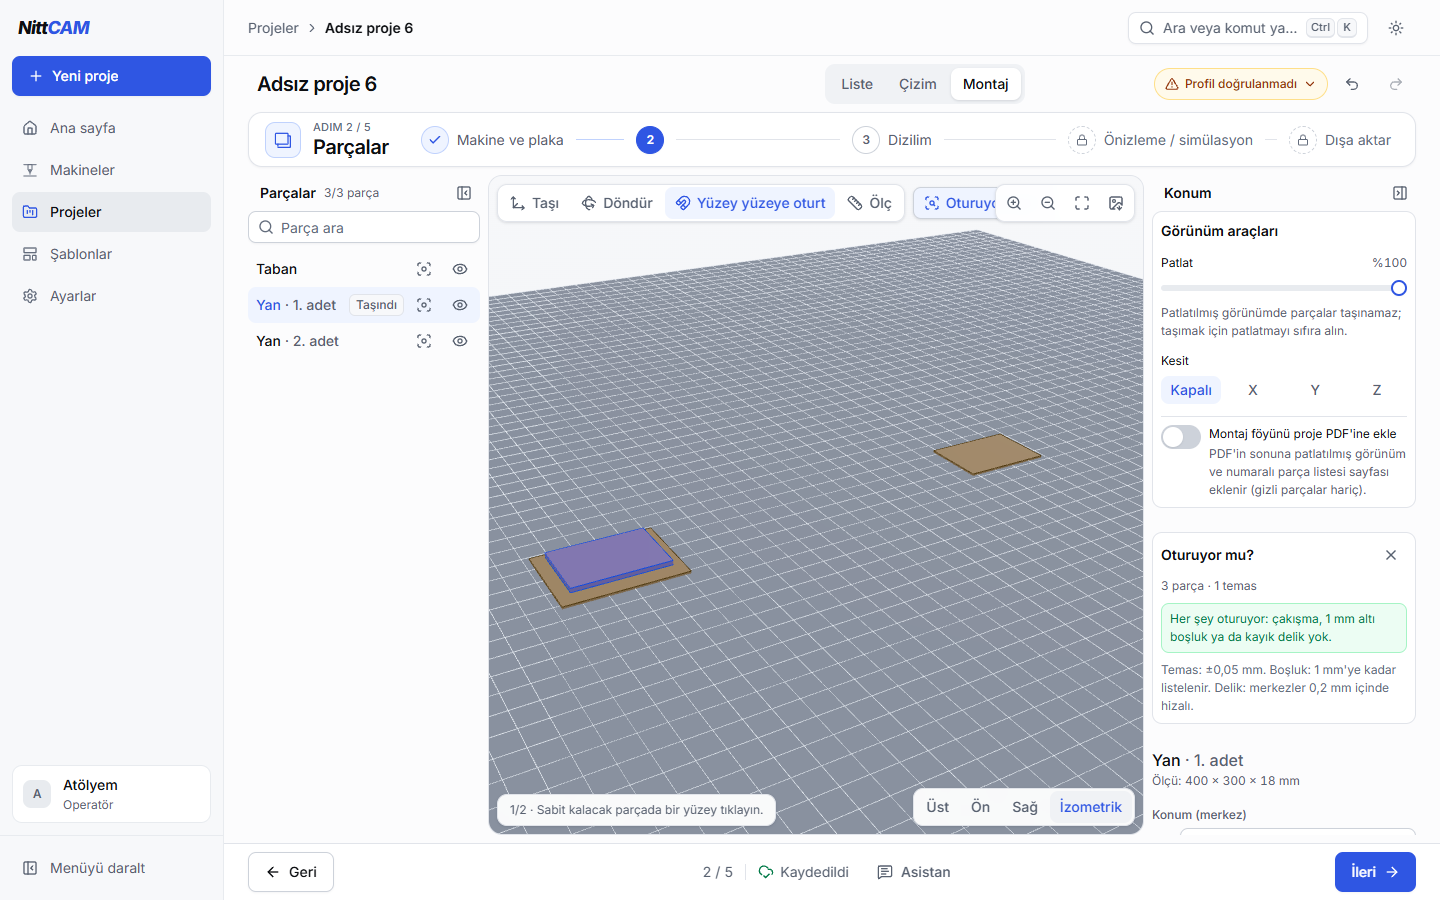 NittCAM
Yeni proje
Ana sayfa
Makineler
Projeler
Şablonlar
Ayarlar
A
Atölyem
Operatör
Menüyü daralt
Projeler
Adsız proje 6
Ara veya komut ya...
Ctrl
K
Adsız proje 6
Liste
Çizim
Montaj
Profil doğrulanmadı
ADIM 2 / 5
Parçalar
Makine ve plaka
2
3
Dizilim
Önizleme / simülasyon
Dışa aktar
Parçalar
3/3 parça
Parça ara
Taban
Yan · 1. adet
Taşındı
Yan · 2. adet
Taşı
Döndür
Yüzey yüzeye oturt
Ölç
1/2 · Sabit kalacak parçada bir yüzey tıklayın.
Üst
Ön
Sağ
İzometrik
Konum
Görünüm araçları
Patlat
%100
Patlatılmış görünümde parçalar taşınamaz;
taşımak için patlatmayı sıfıra alın.
Kesit
Kapalı
X
Y
Z
Montaj föyünü proje PDF'ine ekle
PDF'in sonuna patlatılmış görünüm
ve numaralı parça listesi sayfası
eklenir (gizli parçalar hariç).
Oturuyor mu?
3 parça · 1 temas
Her şey oturuyor: çakışma, 1 mm altı
boşluk ya da kayık delik yok.
Temas: ±0,05 mm. Boşluk: 1 mm'ye kadar
listelenir. Delik: merkezler 0,2 mm içinde
hizalı.
Yan · 1. adet
Ölçü: 400 × 300 × 18 mm
Konum (merkez)
Geri
2 / 5
Kaydedildi
Asistan
İleri